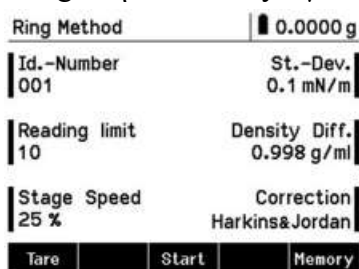 Ring Method 0.0000 g
Id.-Number St.-Dev.
001 0.1 mN/m
Reading limit Density Diff.
10 0.998 g/ml
Stage Speed Correction
25 % Harkins&Jordan
Tare Start Memory